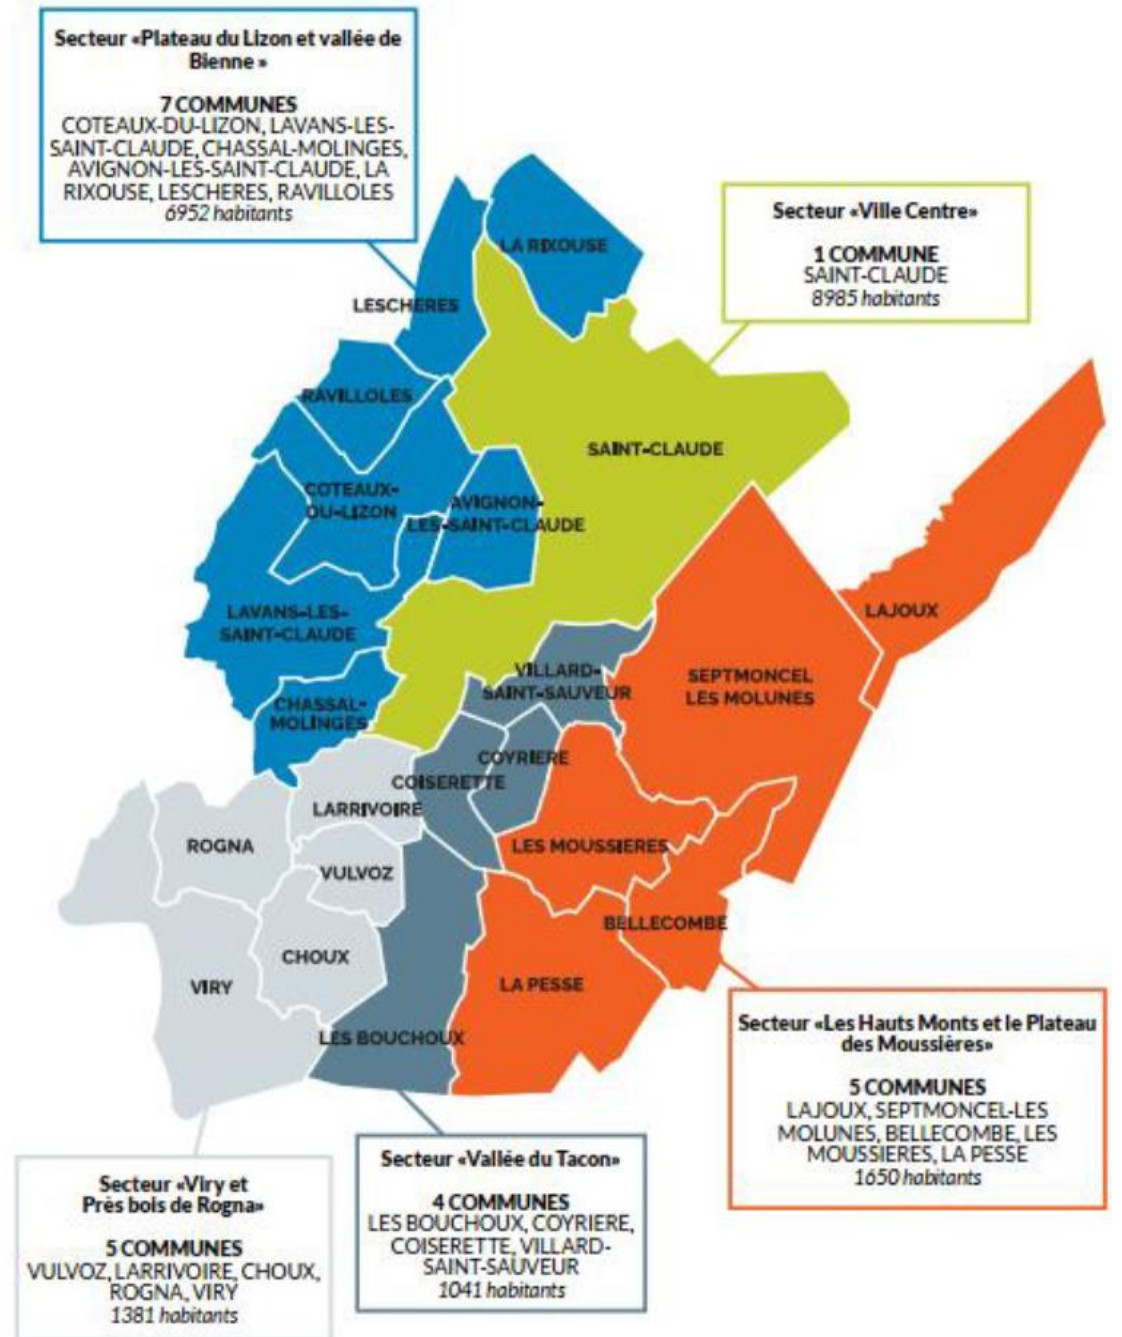 Secteur «Plateau du Lizon et vallée de
Bienne »
7 COMMUNES
COTEAUX-DU-LIZON, LAVANS-LES-
SAINT-CLAUDE, CHASSAL-MOLINGES,
AVIGNON-LES-SAINT-CLAUDE, LA
RIXOUSE, LESCHERES, RAVILLOLES
6952 habitants
Secteur «Ville Centre»
1 COMMUNE
SAINT-CLAUDE
8985 habitants
LA RIXOUSE
LESCHERES
RAVILLOLES
SAINT-CLAUDE
COTEAUX-
DU-LIZON
AVIGNON-
LES-SAINT-CLAUDE
LAVANS-LES-
SAINT-CLAUDE
LAJOUX
VILLARD-
SAINT-SAUVEUR
SEPTMONCEL
LES MOLUNES
CHASSAL-
MOLINGES
COYRIERE
COISERETTE
LARRIVOIRE
ROGNA
LES MOUSSIERES
VULVOZ
BELLECOMBE
CHOUX
VIRY
LA PESSE
LES BOUCHOUX
Secteur «Les Hauts Monts et le Plateau
des Moussières»
5 COMMUNES
LAJOUX, SEPTMONCEL-LES
MOLUNES, BELLECOMBE, LES
MOUSSIERES, LA PESSE
1650 habitants
Secteur «Vallée du Tacon»
4 COMMUNES
LES BOUCHOUX, COYRIERE,
COISERETTE, VILLARD-
SAINT-SAUVEUR
1041 habitants
Secteur «Viry et
Près bois de Rogna»
5 COMMUNES
VULVOZ, LARRIVOIRE, CHOUX,
ROGNA, VIRY
1381 habitants